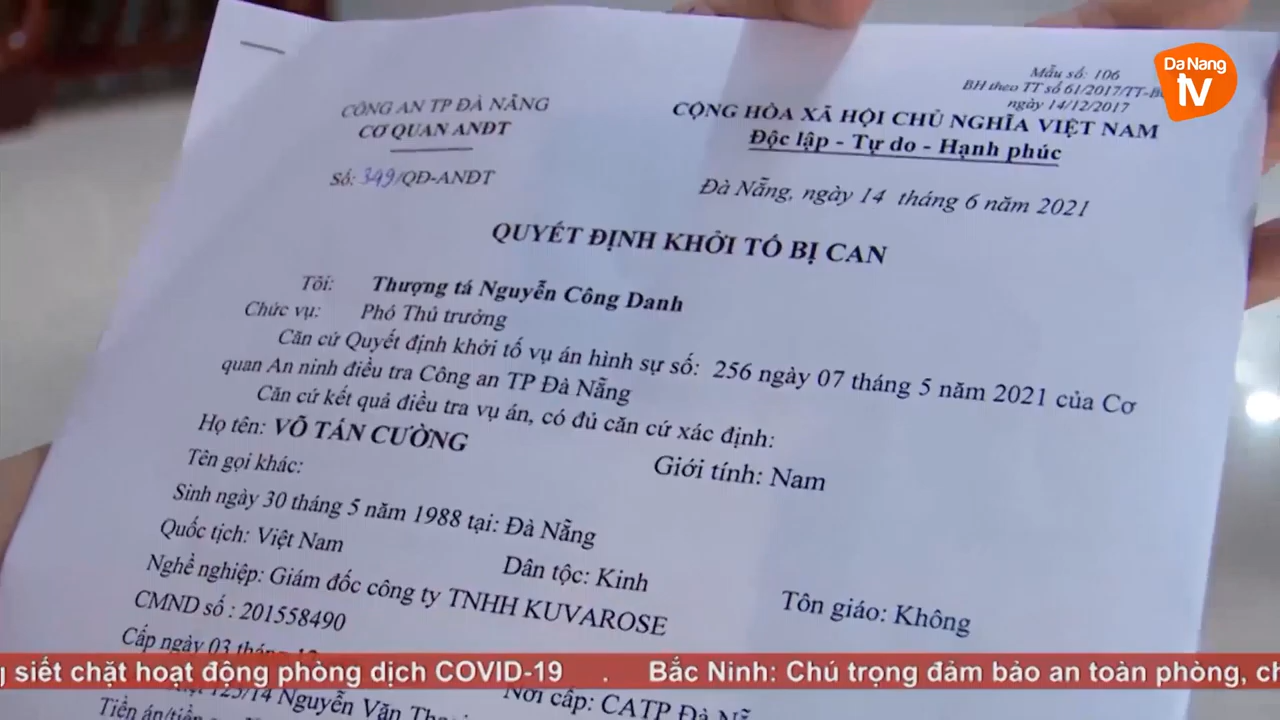 Da Nang
tv
Mẫu số: 106
BH theo TT số 61/2017/TT-B
ngày 14/12/2017
CÔNG AN TP ĐÀ NẴNG
CƠ QUAN ANĐT
Số: 349/QĐ-ANĐT
CỘNG HÒA XÃ HỘI CHỦ NGHĨA VIỆT NAM
Độc lập - Tự do - Hạnh phúc
Đà Nẵng, ngày 14 tháng 6 năm 2021
QUYẾT ĐỊNH KHỞI TỐ BỊ CAN
Tôi: Thượng tá Nguyễn Công Danh
Chức vụ: Phó Thủ trưởng
Căn cứ Quyết định khởi tố vụ án hình sự số: 256 ngày 07 tháng 5 năm 2021 của Cơ
quan An ninh điều tra Công an TP Đà Nẵng
Căn cứ kết quả điều tra vụ án, có đủ căn cứ xác định:
Họ tên: VÕ TÁN CƯỜNG Giới tính: Nam
Tên gọi khác:
Sinh ngày 30 tháng 5 năm 1988 tại: Đà Nẵng
Quốc tịch: Việt Nam Dân tộc: Kinh Tôn giáo: Không
Nghề nghiệp: Giám đốc công ty TNHH KUVAROSE
CMND số : 201558490
Cấp ngày 03 Nơi cấp: CATP Đà
125/14 Nguyễn Văn
Tiền án/tiền
siết chặt hoạt động phòng dịch COVID-19 . Bắc Ninh: Chú trọng đảm bảo an toàn phòng, ch